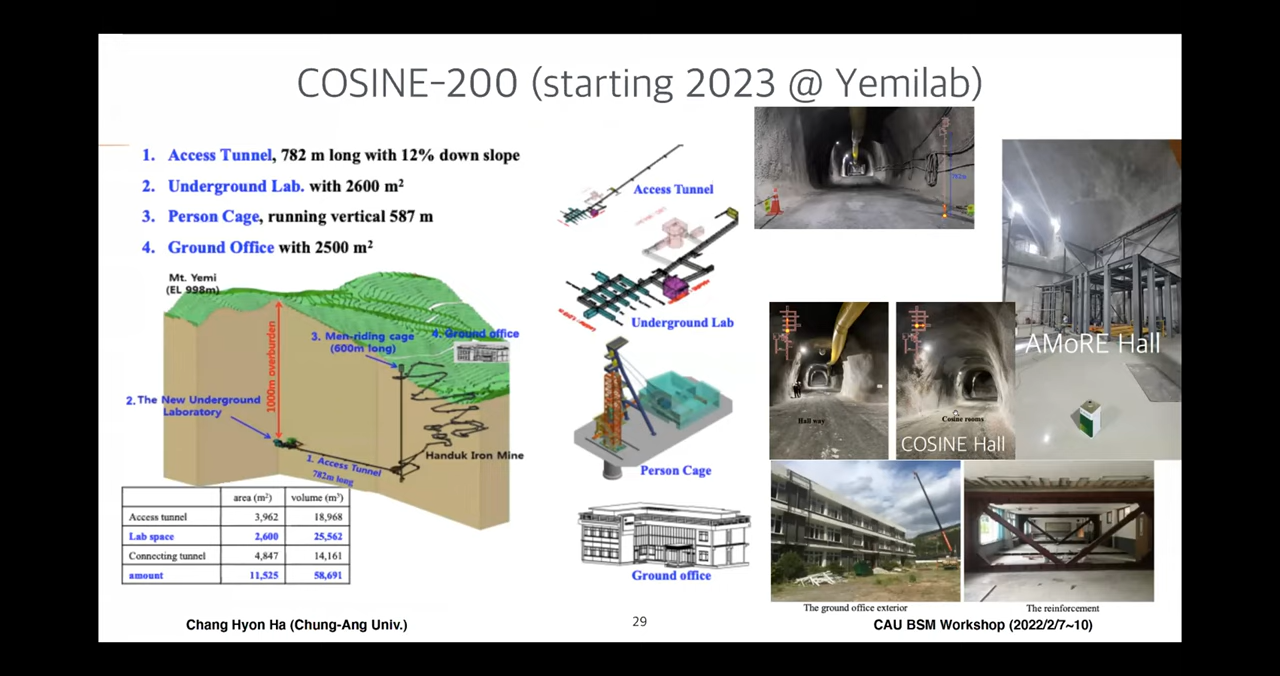 COSINE-200 (starting 2023 @ Yemilab)
1. Access Tunnel, 782 m long with 12% down slope
2. Underground Lab. with 2600 m²
3. Person Cage, running vertical 587 m
4. Ground Office with 2500 m²
Mt. Yemi
(EL 998m)
1000m overburden
3. Men-riding cage
(600m long)
4. Ground office
2. The New Underground
Laboratory
1. Access Tunnel
782m long
Handuk Iron Mine
area (m²) volume (m³)
Access tunnel 3,962 18,968
Lab space 2,600 25,562
Connecting tunnel 4,847 14,161
amount 11,525 58,691
Access Tunnel
Underground Lab
Person Cage
Ground office
782m
Hall way
Cosine rooms
COSINE Hall
AMoRE Hall
The ground office exterior
The reinforcement
Chang Hyon Ha (Chung-Ang Univ.)
29
CAU BSM Workshop (2022/2/7~10)